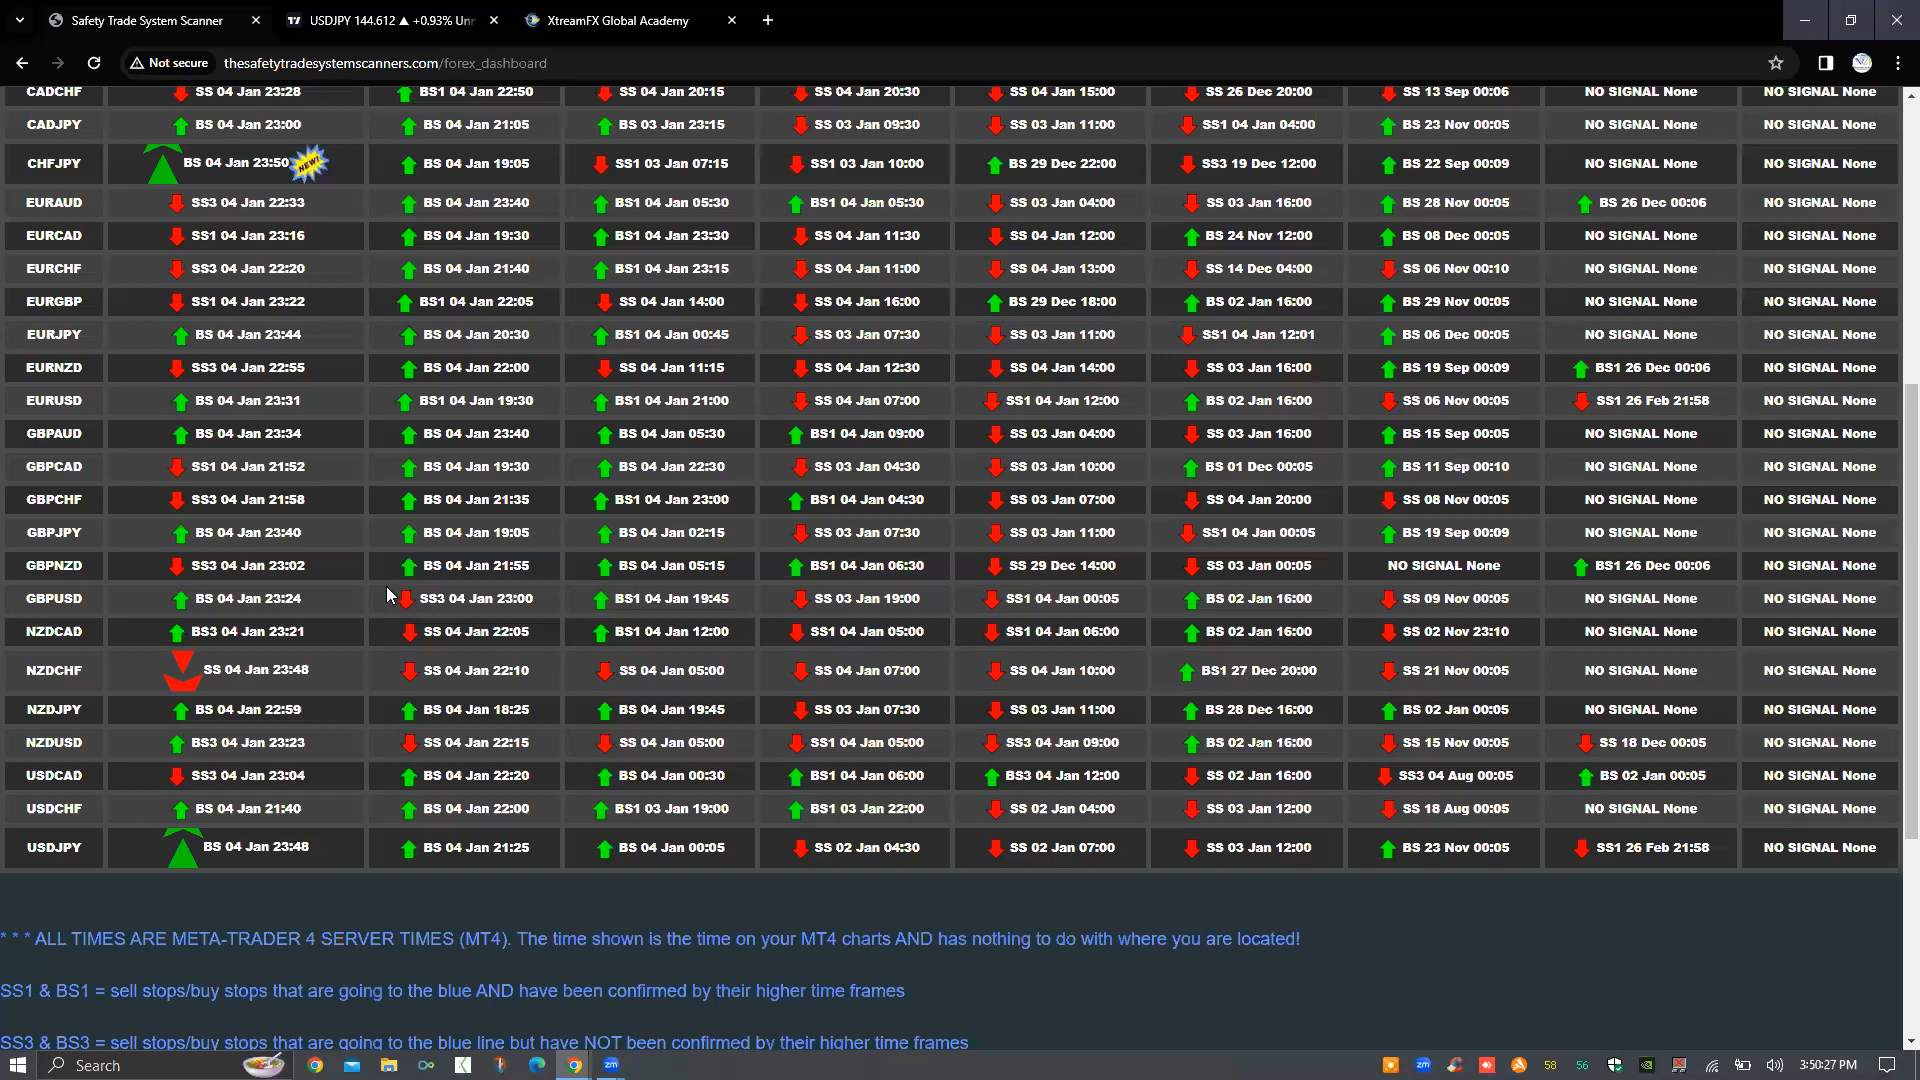 Safety Trade System Scanner
USDJPY 144.612 ▲ +0.93% Unn
XtreamFX Global Academy
Not secure
thesafetytradesystemscanners.com/forex_dashboard
CADCHF SS 04 Jan 23:28 BS1 04 Jan 22:50 SS 04 Jan 20:15 SS 04 Jan 20:30 SS 04 Jan 15:00 SS 26 Dec 20:00 SS 13 Sep 00:06 NO SIGNAL None NO SIGNAL None
CADJPY BS 04 Jan 23:00 BS 04 Jan 21:05 BS 03 Jan 23:15 SS 03 Jan 09:30 SS 03 Jan 11:00 SS1 04 Jan 04:00 BS 23 Nov 00:05 NO SIGNAL None NO SIGNAL None
CHFJPY BS 04 Jan 23:50 NEW! BS 04 Jan 19:05 SS1 03 Jan 07:15 SS1 03 Jan 10:00 BS 29 Dec 22:00 SS3 19 Dec 12:00 BS 22 Sep 00:09 NO SIGNAL None NO SIGNAL None
EURAUD SS3 04 Jan 22:33 BS 04 Jan 23:40 BS1 04 Jan 05:30 BS1 04 Jan 05:30 SS 03 Jan 04:00 SS 03 Jan 16:00 BS 28 Nov 00:05 BS 26 Dec 00:06 NO SIGNAL None
EURCAD SS1 04 Jan 23:16 BS 04 Jan 19:30 BS1 04 Jan 23:30 SS 04 Jan 11:30 SS 04 Jan 12:00 BS 24 Nov 12:00 BS 08 Dec 00:05 NO SIGNAL None NO SIGNAL None
EURCHF SS3 04 Jan 22:20 BS 04 Jan 21:40 BS1 04 Jan 23:15 SS 04 Jan 11:00 SS 04 Jan 13:00 SS 14 Dec 04:00 SS 06 Nov 00:10 NO SIGNAL None NO SIGNAL None
EURGBP SS1 04 Jan 23:22 BS1 04 Jan 22:05 SS 04 Jan 14:00 SS 04 Jan 16:00 BS 29 Dec 18:00 BS 02 Jan 16:00 BS 29 Nov 00:05 NO SIGNAL None NO SIGNAL None
EURJPY BS 04 Jan 23:44 BS 04 Jan 20:30 BS1 04 Jan 00:45 SS 03 Jan 07:30 SS 03 Jan 11:00 SS1 04 Jan 12:01 BS 06 Dec 00:05 NO SIGNAL None NO SIGNAL None
EURNZD SS3 04 Jan 22:55 BS 04 Jan 22:00 SS 04 Jan 11:15 SS 04 Jan 12:30 SS 04 Jan 14:00 SS 03 Jan 16:00 BS 19 Sep 00:09 BS1 26 Dec 00:06 NO SIGNAL None
EURUSD BS 04 Jan 23:31 BS1 04 Jan 19:30 BS1 04 Jan 21:00 SS 04 Jan 07:00 SS1 04 Jan 12:00 BS 02 Jan 16:00 SS 06 Nov 00:05 SS1 26 Feb 21:58 NO SIGNAL None
GBPAUD BS 04 Jan 23:34 BS 04 Jan 23:40 BS 04 Jan 05:30 BS1 04 Jan 09:00 SS 03 Jan 04:00 SS 03 Jan 16:00 BS 15 Sep 00:05 NO SIGNAL None NO SIGNAL None
GBPCAD SS1 04 Jan 21:52 BS 04 Jan 19:30 BS 04 Jan 22:30 SS 03 Jan 04:30 SS 03 Jan 10:00 BS 01 Dec 00:05 BS 11 Sep 00:10 NO SIGNAL None NO SIGNAL None
GBPCHF SS3 04 Jan 21:58 BS 04 Jan 21:35 BS1 04 Jan 23:00 BS1 04 Jan 04:30 SS 03 Jan 07:00 SS 04 Jan 20:00 SS 08 Nov 00:05 NO SIGNAL None NO SIGNAL None
GBPJPY BS 04 Jan 23:40 BS 04 Jan 19:05 BS 04 Jan 02:15 SS 03 Jan 07:30 SS 03 Jan 11:00 SS1 04 Jan 00:05 BS 19 Sep 00:09 NO SIGNAL None NO SIGNAL None
GBPNZD SS3 04 Jan 23:02 BS 04 Jan 21:55 BS 04 Jan 05:15 BS1 04 Jan 06:30 SS 29 Dec 14:00 SS 03 Jan 00:05 NO SIGNAL None BS1 26 Dec 00:06 NO SIGNAL None
GBPUSD BS 04 Jan 23:24 SS3 04 Jan 23:00 BS1 04 Jan 19:45 SS 03 Jan 19:00 SS1 04 Jan 00:05 BS 02 Jan 16:00 SS 09 Nov 00:05 NO SIGNAL None NO SIGNAL None
NZDCAD BS3 04 Jan 23:21 SS 04 Jan 22:05 BS1 04 Jan 12:00 SS1 04 Jan 05:00 SS1 04 Jan 06:00 BS 02 Jan 16:00 SS 02 Nov 23:10 NO SIGNAL None NO SIGNAL None
NZDCHF SS 04 Jan 23:48 SS 04 Jan 22:10 SS 04 Jan 05:00 SS 04 Jan 07:00 SS 04 Jan 10:00 BS1 27 Dec 20:00 SS 21 Nov 00:05 NO SIGNAL None NO SIGNAL None
NZDJPY BS 04 Jan 22:59 BS 04 Jan 18:25 BS 04 Jan 19:45 SS 03 Jan 07:30 SS 03 Jan 11:00 BS 28 Dec 16:00 BS 02 Jan 00:05 NO SIGNAL None NO SIGNAL None
NZDUSD BS3 04 Jan 23:23 SS 04 Jan 22:15 SS 04 Jan 05:00 SS1 04 Jan 05:00 SS3 04 Jan 09:00 BS 02 Jan 16:00 SS 15 Nov 00:05 SS 18 Dec 00:05 NO SIGNAL None
USDCAD SS3 04 Jan 23:04 BS 04 Jan 22:20 BS 04 Jan 00:30 BS1 04 Jan 06:00 BS3 04 Jan 12:00 SS 02 Jan 16:00 SS3 04 Aug 00:05 BS 02 Jan 00:05 NO SIGNAL None
USDCHF BS 04 Jan 21:40 BS 04 Jan 22:00 BS1 03 Jan 19:00 BS1 03 Jan 22:00 SS 02 Jan 04:00 SS 03 Jan 12:00 SS 18 Aug 00:05 NO SIGNAL None NO SIGNAL None
USDJPY BS 04 Jan 23:48 BS 04 Jan 21:25 BS 04 Jan 00:05 SS 02 Jan 04:30 SS 02 Jan 07:00 SS 03 Jan 12:00 BS 23 Nov 00:05 SS1 26 Feb 21:58 NO SIGNAL None
* * * ALL TIMES ARE META-TRADER 4 SERVER TIMES (MT4). The time shown is the time on your MT4 charts AND has nothing to do with where you are located!
SS1 & BS1 = sell stops/buy stops that are going to the blue AND have been confirmed by their higher time frames
SS3 & BS3 = sell stops/buy stops that are going to the blue line but have NOT been confirmed by their higher time frames
Search
58
56
3:50:27 PM